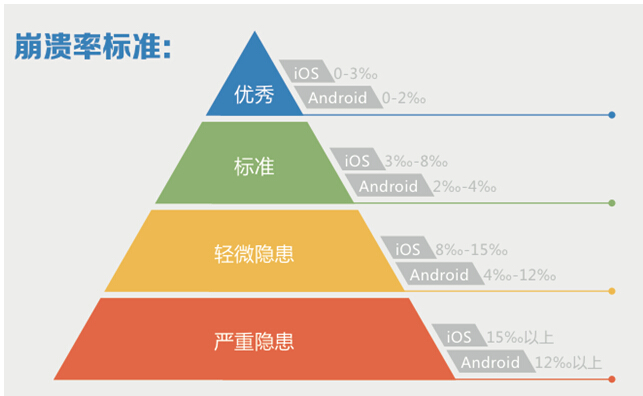 崩溃率标准:
优秀
iOS 0-3‰
Android 0-2‰
标准
iOS 3‰-8‰
Android 2‰-4‰
轻微隐患
iOS 8‰-15‰
Android 4‰-12‰
严重隐患
iOS 15‰以上
Android 12‰以上